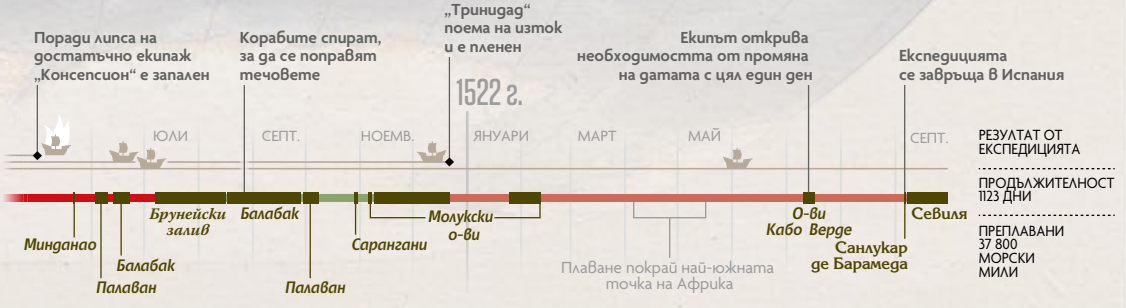 „Тринидад“
поема на изток
и е пленен
Поради липса на
достатъчно екипаж
„Консепсион“ е запален
Корабите спират,
за да се поправят
течовете
Екипът открива
необходимостта от промяна
на датата с цял един ден
Експедицията
се завръща в Испания
1522 г.
ЮЛИ
СЕПТ.
НОЕМВ.
ЯНУАРИ
МАРТ
МАЙ
СЕПТ.
РЕЗУЛТАТ ОТ
ЕКСПЕДИЦИЯТА
ПРОДЪЛЖИТЕЛНОСТ
1123 ДНИ
ПРЕПЛАВАНИ
37 800
МОРСКИ
МИЛИ
Минданао
Палаван
Балабак
Брунейски
залив
Балабак
Палаван
Сарангани
Молукски
о-ви
Плаване покрай най-южната
точка на Африка
О-ви
Кабо Верде
Санлукар
де Барамеда
Севиля